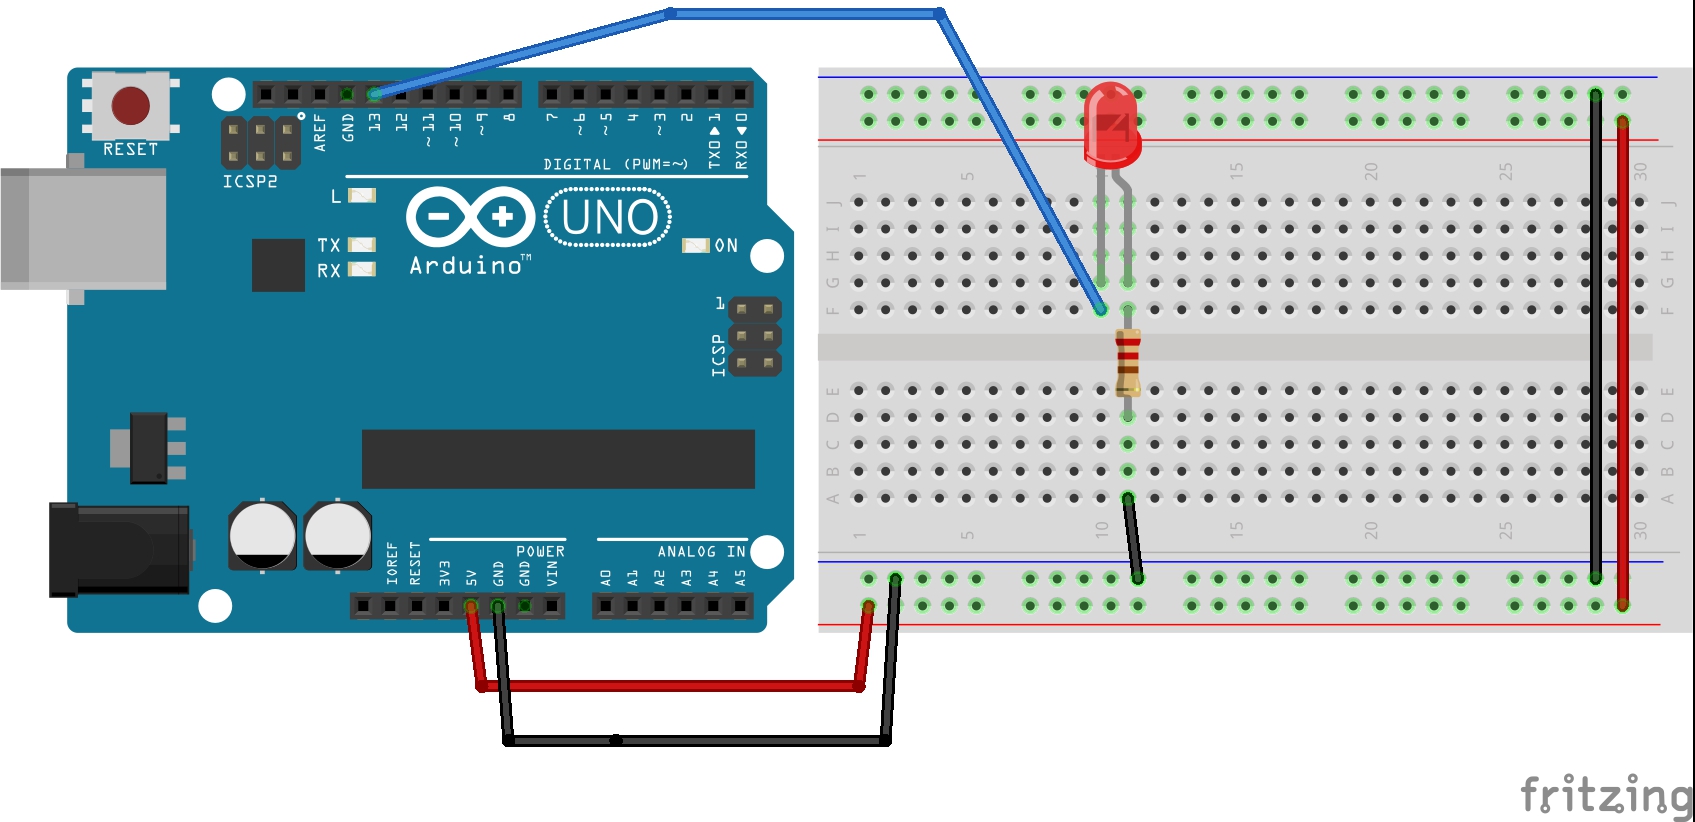 RESET
ICSP2
AREF
GND
13
12
~11
~10
~9
8
7
~6
~5
4
~3
2
TX0▶1
RX0◀0
DIGITAL (PWM=~)
L
TX
RX
UNO
Arduino™
ON
1
ICSP
IOREF
RESET
3V3
5V
GND
GND
VIN
POWER
ANALOG IN
A0
A1
A2
A3
A4
A5
1 5 15 20 25 30
J J
I I
H H
G G
F F
E E
D D
C C
B B
A A
1 5 10 15 20 25 30
fritzing